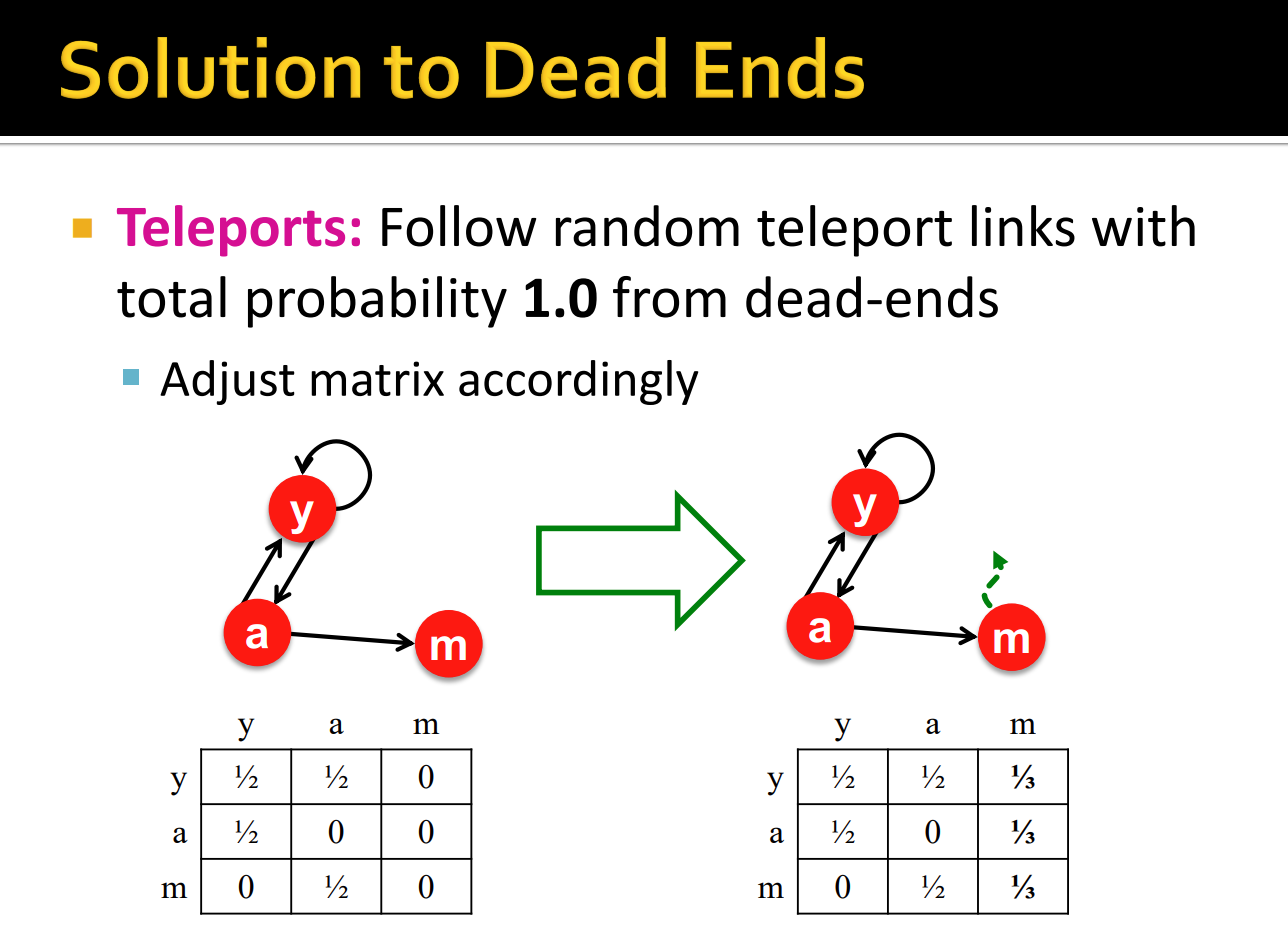 Solution to Dead Ends
Teleports: Follow random teleport links with
total probability 1.0 from dead-ends
Adjust matrix accordingly
y
a
m
y
a
m
y a m
y ½ ½ 0
a ½ 0 0
m 0 ½ 0
y a m
y ½ ½ ⅓
a ½ 0 ⅓
m 0 ½ ⅓